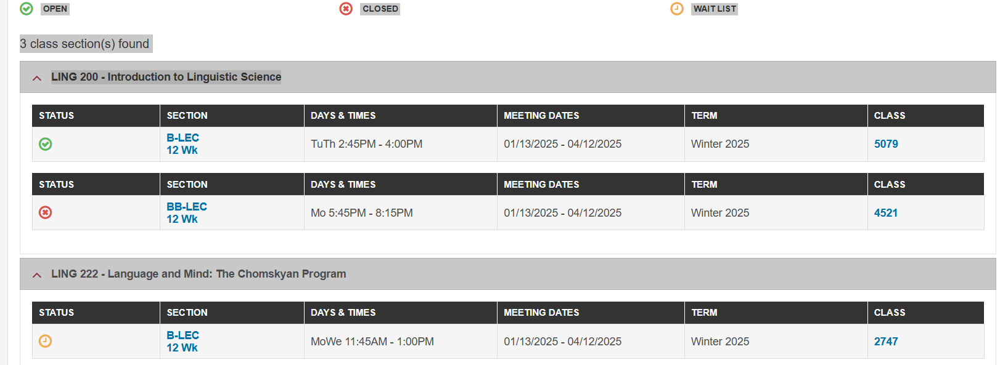 OPEN CLOSED WAIT LIST
3 class section(s) found
LING 200 - Introduction to Linguistic Science
STATUS SECTION DAYS & TIMES MEETING DATES TERM CLASS
B-LEC
12 Wk TuTh 2:45PM - 4:00PM 01/13/2025 - 04/12/2025 Winter 2025 5079
STATUS SECTION DAYS & TIMES MEETING DATES TERM CLASS
BB-LEC
12 Wk Mo 5:45PM - 8:15PM 01/13/2025 - 04/12/2025 Winter 2025 4521
LING 222 - Language and Mind: The Chomskyan Program
STATUS SECTION DAYS & TIMES MEETING DATES TERM CLASS
B-LEC
12 Wk MoWe 11:45AM - 1:00PM 01/13/2025 - 04/12/2025 Winter 2025 2747